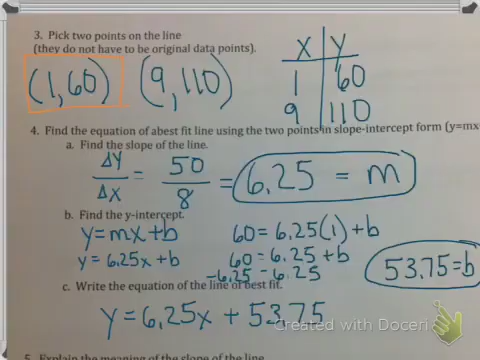 3. Pick two points on the line
(they do not have to be original data points).
(1,60) (9,110)
X Y
1 60
9 110
4. Find the equation of abest fit line using the two points in slope-intercept form (y=mx
a. Find the slope of the line.
ΔY/ΔX = 50/8 = 6.25 = m
b. Find the y-intercept.
y=mx+b 60=6.25(1)+b
y=6.25x+b 60=6.25+b
-6.25 -6.25
53.75=b
c. Write the equation of the line of best fit.
y=6.25x + 53.75
Created with Doceri
5. Explain the meaning of the slope of the line